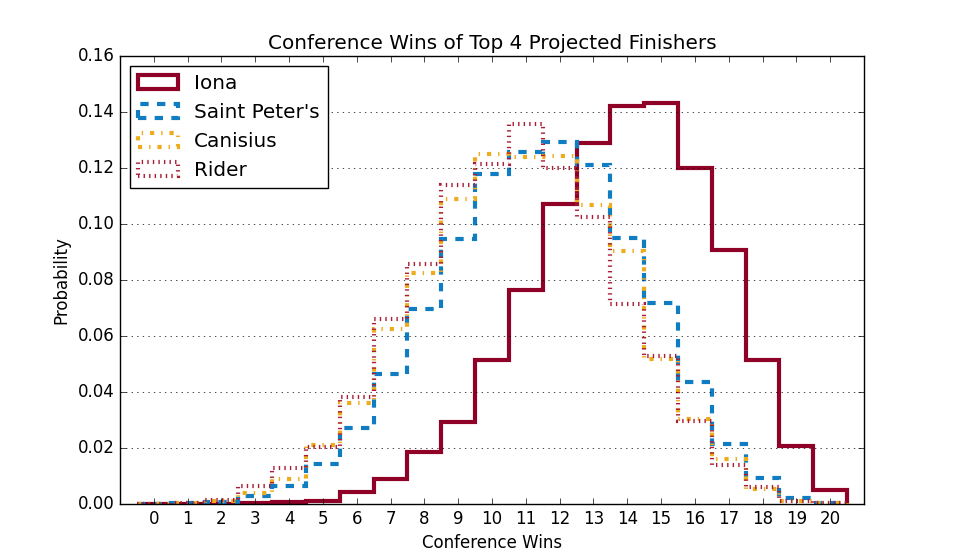 Conference Wins of Top 4 Projected Finishers
0.16
0.14
0.12
0.10
0.08
0.06
0.04
0.02
0.00
Probability
Iona
Saint Peter's
Canisius
Rider
0 1 2 3 4 5 6 7 8 9 10 11 12 13 14 15 16 17 18 19 20
Conference Wins